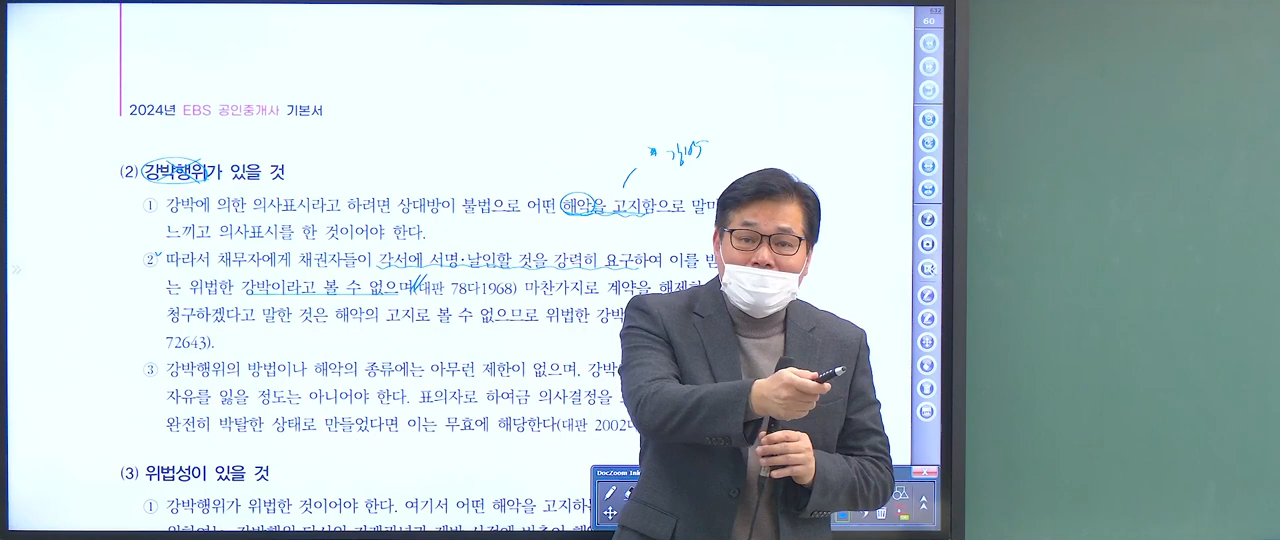 632
60
2024년 EBS 공인중개사 기본서
(2) 강박행위가 있을 것
① 강박에 의한 의사표시라고 하려면 상대방이 불법으로 어떤 해악을 고지함으로 말미
느끼고 의사표시를 한 것이어야 한다.
② 따라서 채무자에게 채권자들이 각서에 서명·날인할 것을 강력히 요구하여 이를
는 위법한 강박이라고 볼 수 없으며(대판 78다1968) 마찬가지로 계약을 해제하
청구하겠다고 말한 것은 해악의 고지로 볼 수 없으므로 위법한 강박
72643).
③ 강박행위의 방법이나 해악의 종류에는 아무런 제한이 없으며, 강박
자유를 잃을 정도는 아니어야 한다. 표의자로 하여금 의사결정을
완전히 박탈한 상태로 만들었다면 이는 무효에 해당한다(대판 2002다
(3) 위법성이 있을 것
DocZoom Ink
① 강박행위가 위법한 것이어야 한다. 여기서 어떤 해악을 고지하는